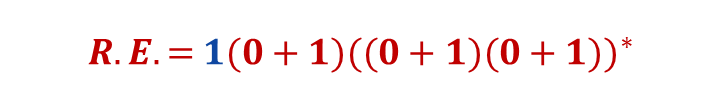 R. E. = 1(0 + 1)((0 + 1)(0 + 1))*